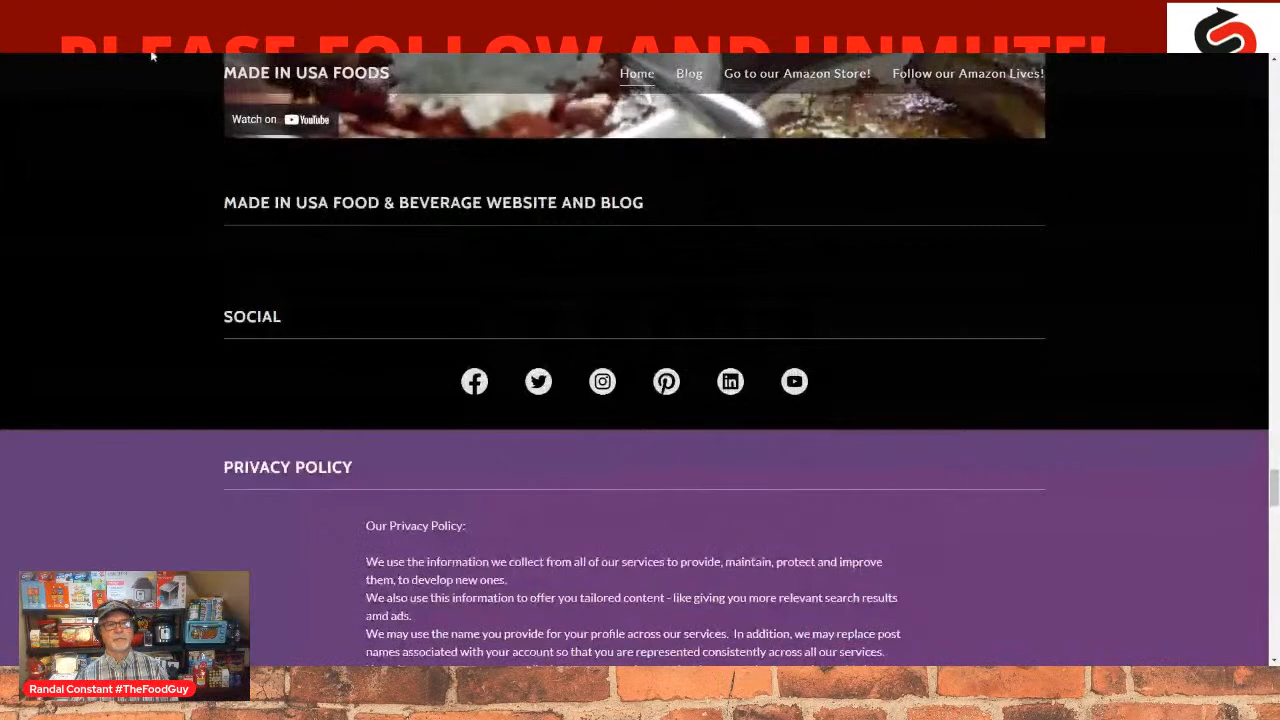 PLEASE FOLLOW AND UNMUTE!
MADE IN USA FOODS
Home
Blog
Go to our Amazon Store!
Follow our Amazon Lives!
Watch on YouTube
MADE IN USA FOOD & BEVERAGE WEBSITE AND BLOG
SOCIAL
PRIVACY POLICY
Our Privacy Policy:
We use the information we collect from all of our services to provide, maintain, protect and improve
them, to develop new ones.
We also use this information to offer you tailored content - like giving you more relevant search results
amd ads.
We may use the name you provide for your profile across our services. In addition, we may replace post
names associated with your account so that you are represented consistently across all our services.
Randal Constant #TheFoodGuy